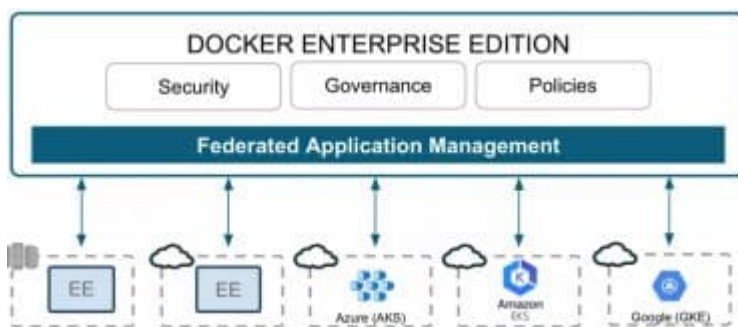 DOCKER ENTERPRISE EDITION
Security Governance Policies
Federated Application Management
EE EE Azure (AKS) Amazon EKS Google (GKE)